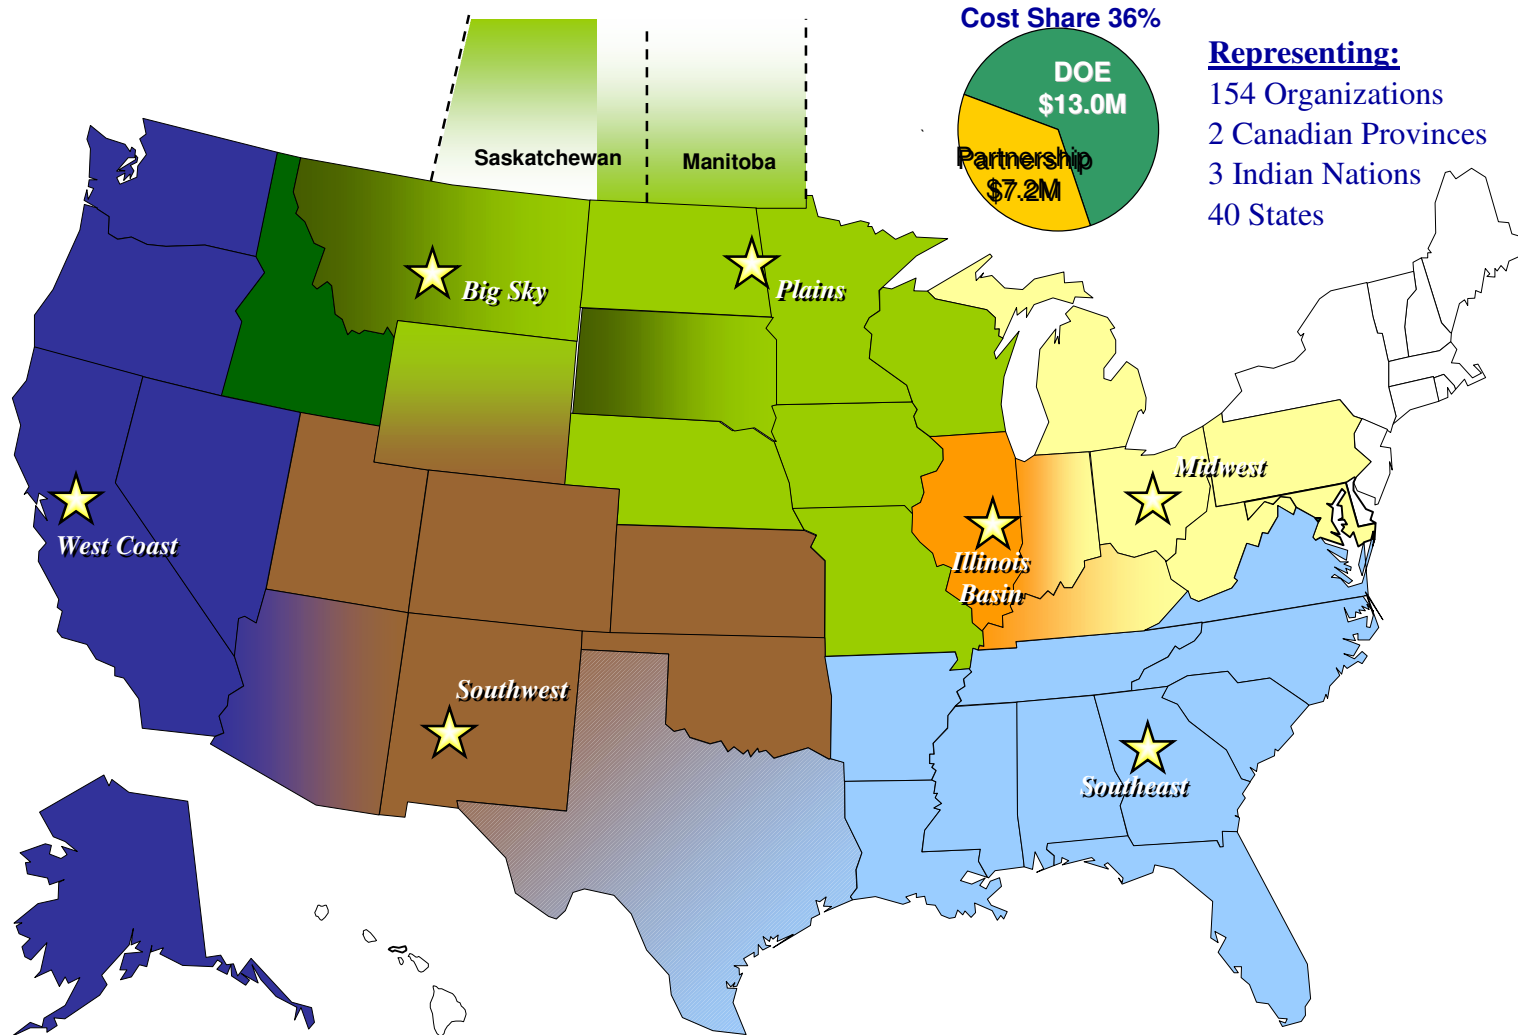 Cost Share 36%
DOE
$13.0M
Partnership
$7.2M
Representing:
154 Organizations
2 Canadian Provinces
3 Indian Nations
40 States
Saskatchewan
Manitoba
Big Sky
Plains
Midwest
West Coast
Illinois
Basin
Southwest
Southeast